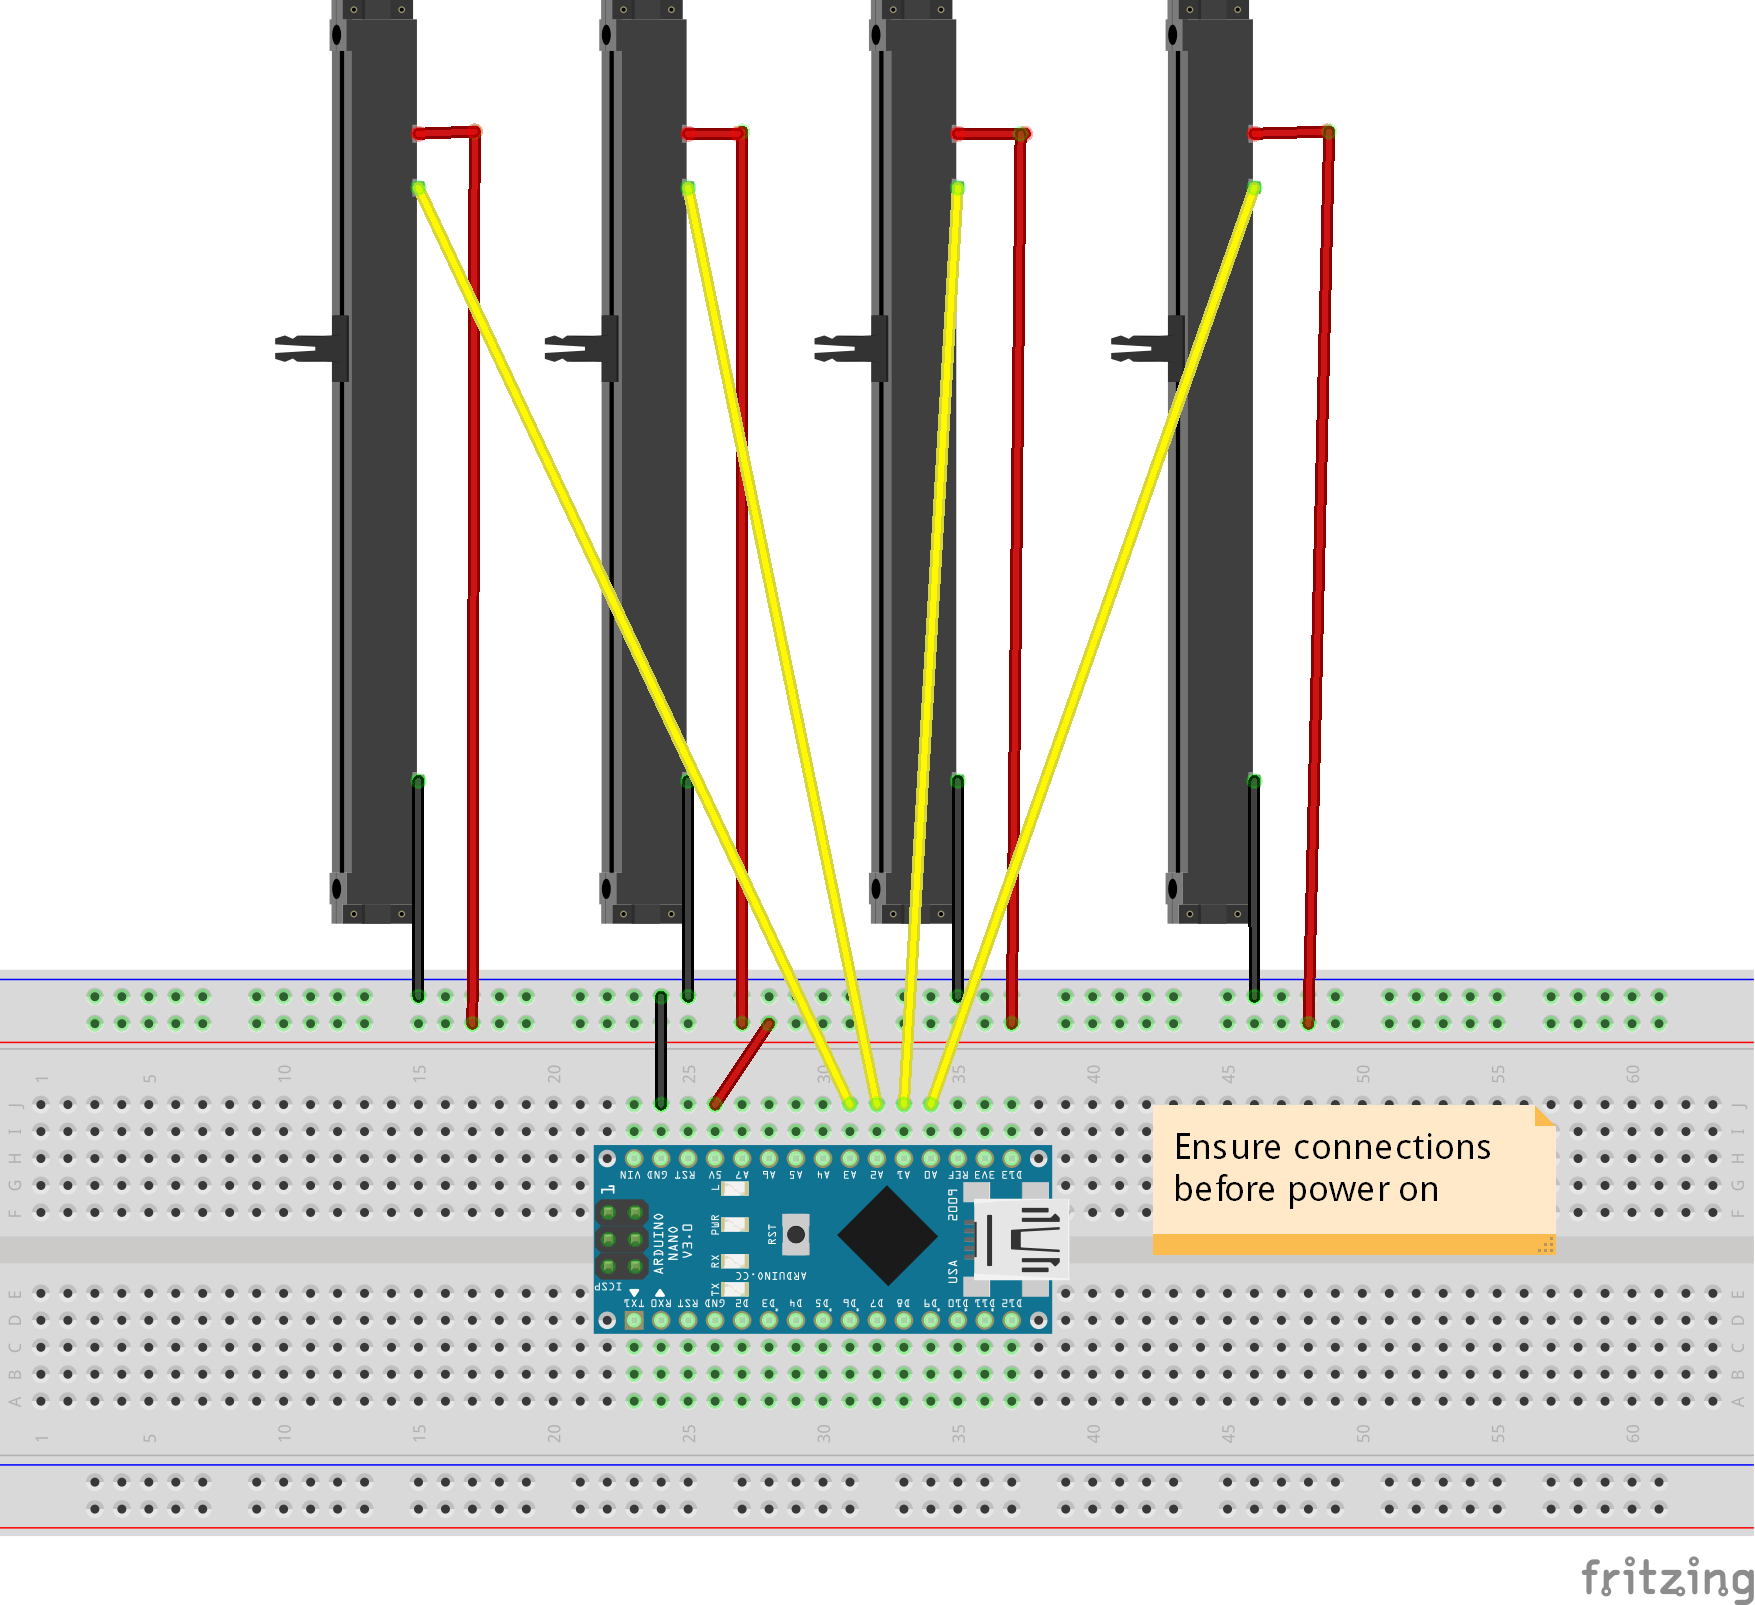 1 5 10 15 20 25 30 35 40 45 50 55 60
J J
I I
H H
G G
F F
Ensure connections
before power on
VIN GND RST 5V A7 A6 A5 A4 A3 A2 A1 A0 REF 3V3 D13
1
L
PWR
RX
TX
RST
ARDUINO
NANO
V3.0
ARDUINO.CC
2009
USA
ICSP
TX1 RX0 RST GND D2 D3 D4 D5 D6 D7 D8 D9 D10 D11 D12
E E
D D
C C
B B
A A
1 5 10 15 20 25 30 35 40 45 50 55 60
fritzing